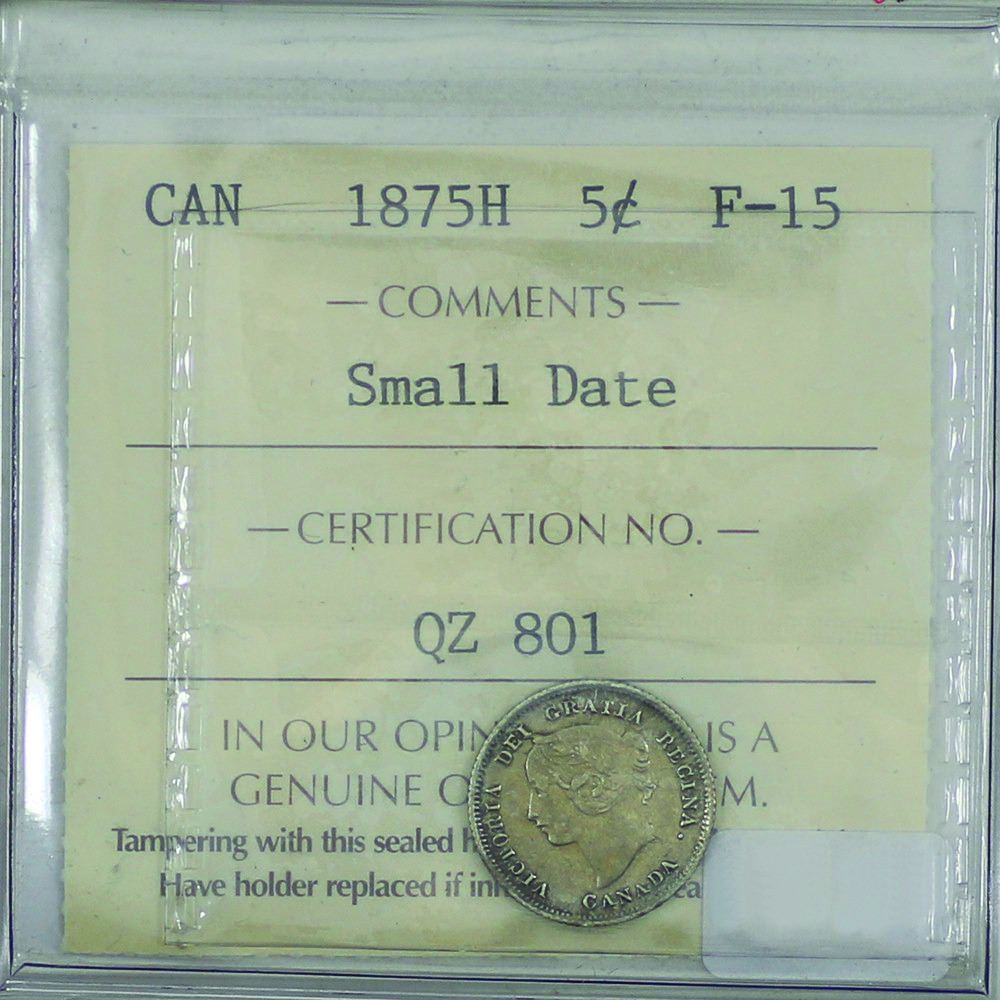 CAN 1875H 5¢ F-15
— COMMENTS —
Small Date
— CERTIFICATION NO. —
QZ 801
IN OUR OPIN IS A
GENUINE O M.
Tampering with this sealed h
Have holder replaced if in ea
VICTORIA DEI GRATIA REGINA.
CANADA